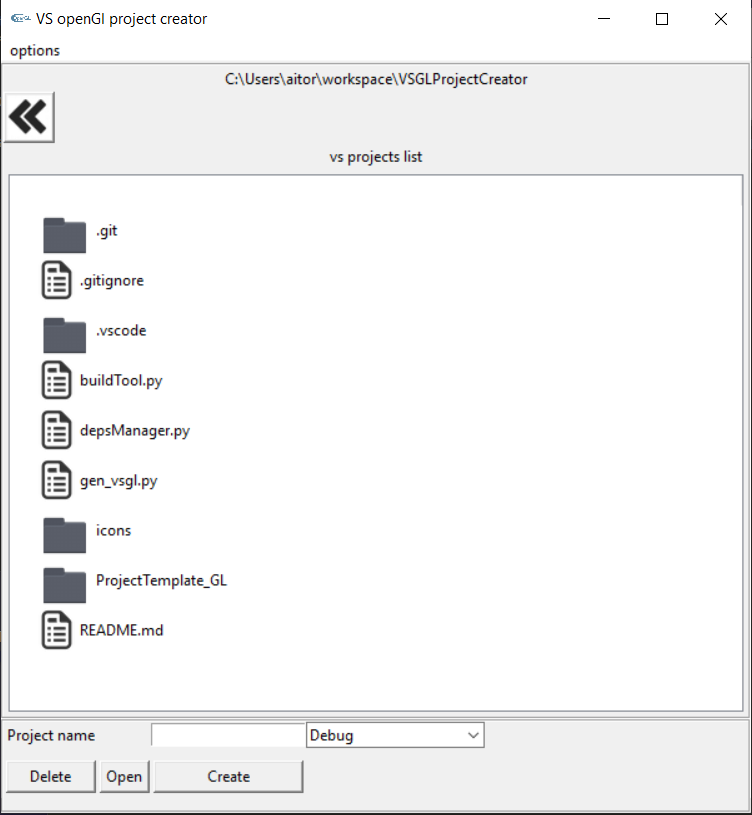 VS openGl project creator
options
C:\Users\aitor\workspace\VSGLProjectCreator
vs projects list
.git
.gitignore
.vscode
buildTool.py
depsManager.py
gen_vsgl.py
icons
ProjectTemplate_GL
README.md
Project name Debug
Delete Open Create